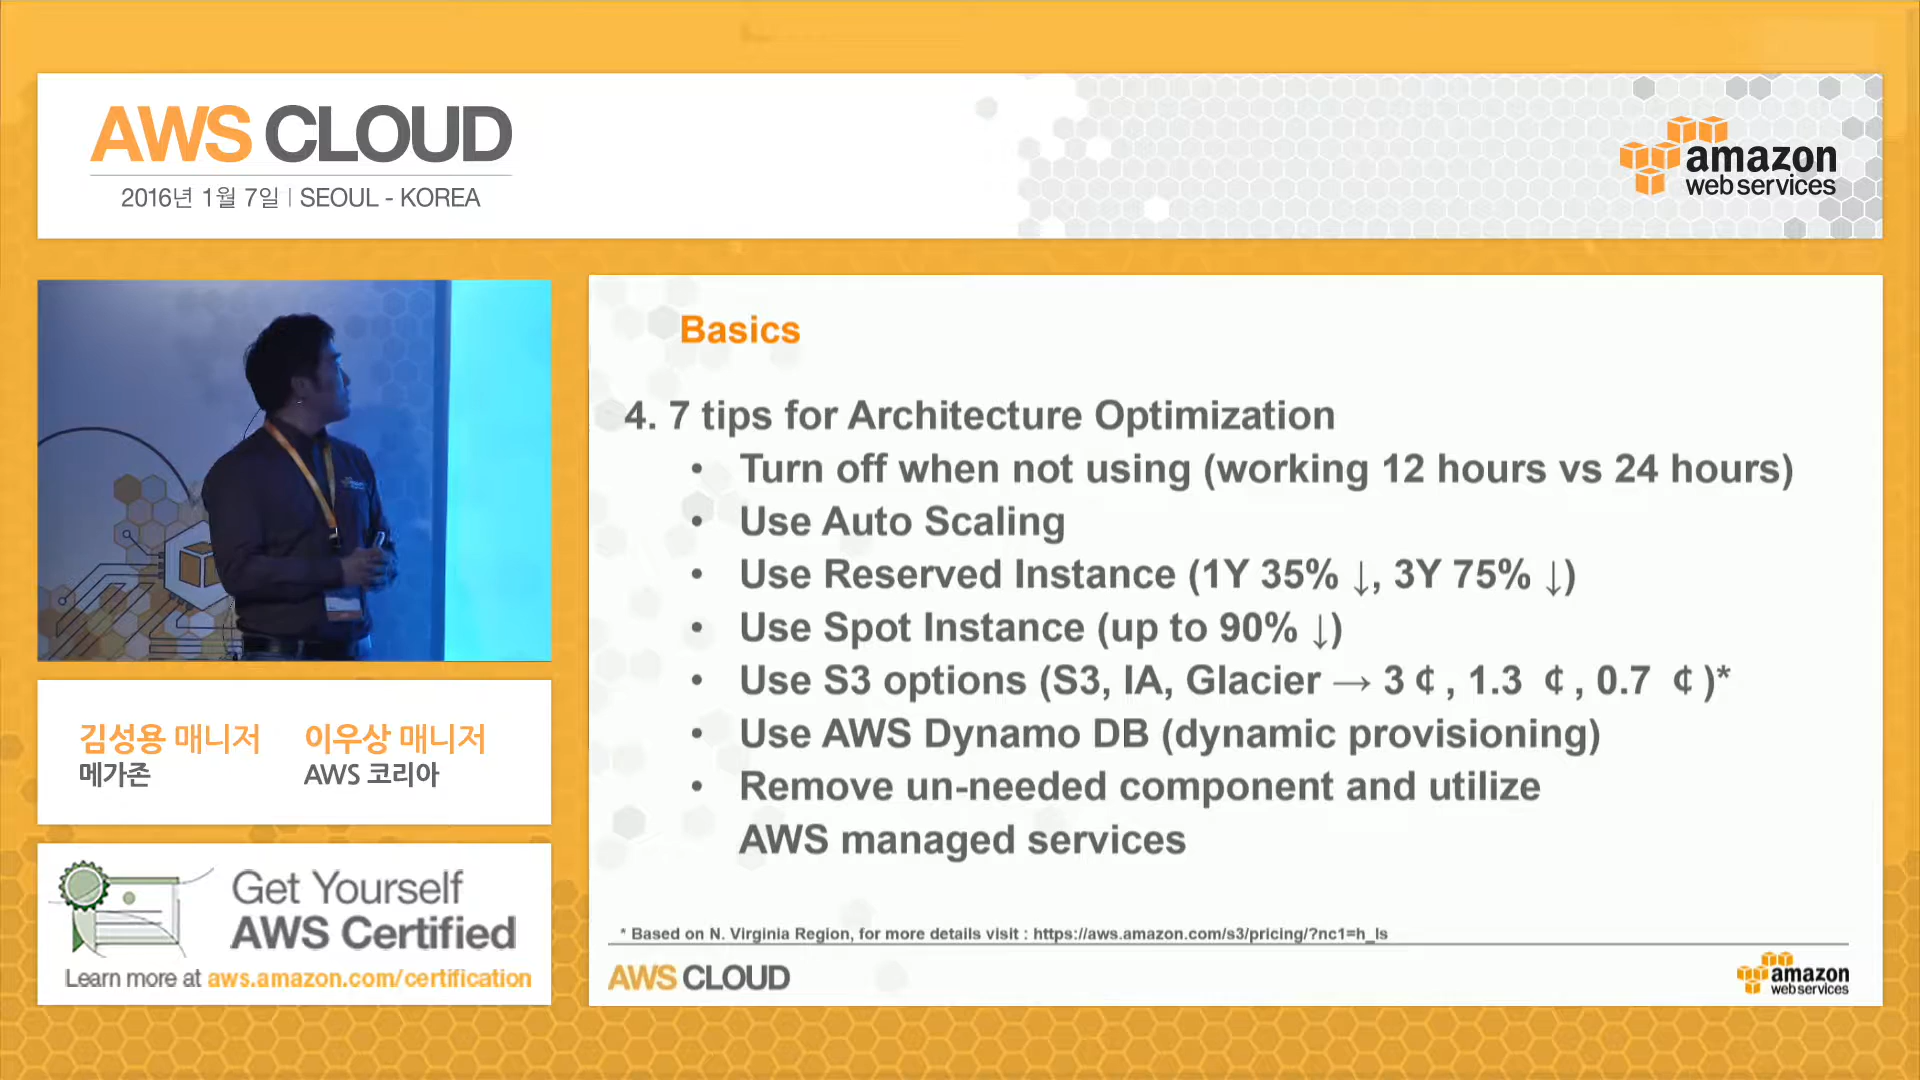 AWS CLOUD
2016년 1월 7일 | SEOUL - KOREA
amazon
web services
Basics
4. 7 tips for Architecture Optimization
• Turn off when not using (working 12 hours vs 24 hours)
• Use Auto Scaling
• Use Reserved Instance (1Y 35% ↓, 3Y 75% ↓)
• Use Spot Instance (up to 90% ↓)
• Use S3 options (S3, IA, Glacier → 3 ¢ , 1.3 ¢ , 0.7 ¢ )*
• Use AWS Dynamo DB (dynamic provisioning)
• Remove un-needed component and utilize
AWS managed services
* Based on N. Virginia Region, for more details visit : https://aws.amazon.com/s3/pricing/?nc1=h_ls
AWS CLOUD
amazon
web services
김성용 매니저 이우상 매니저
메가존 AWS 코리아
Get Yourself
AWS Certified
Learn more at aws.amazon.com/certification